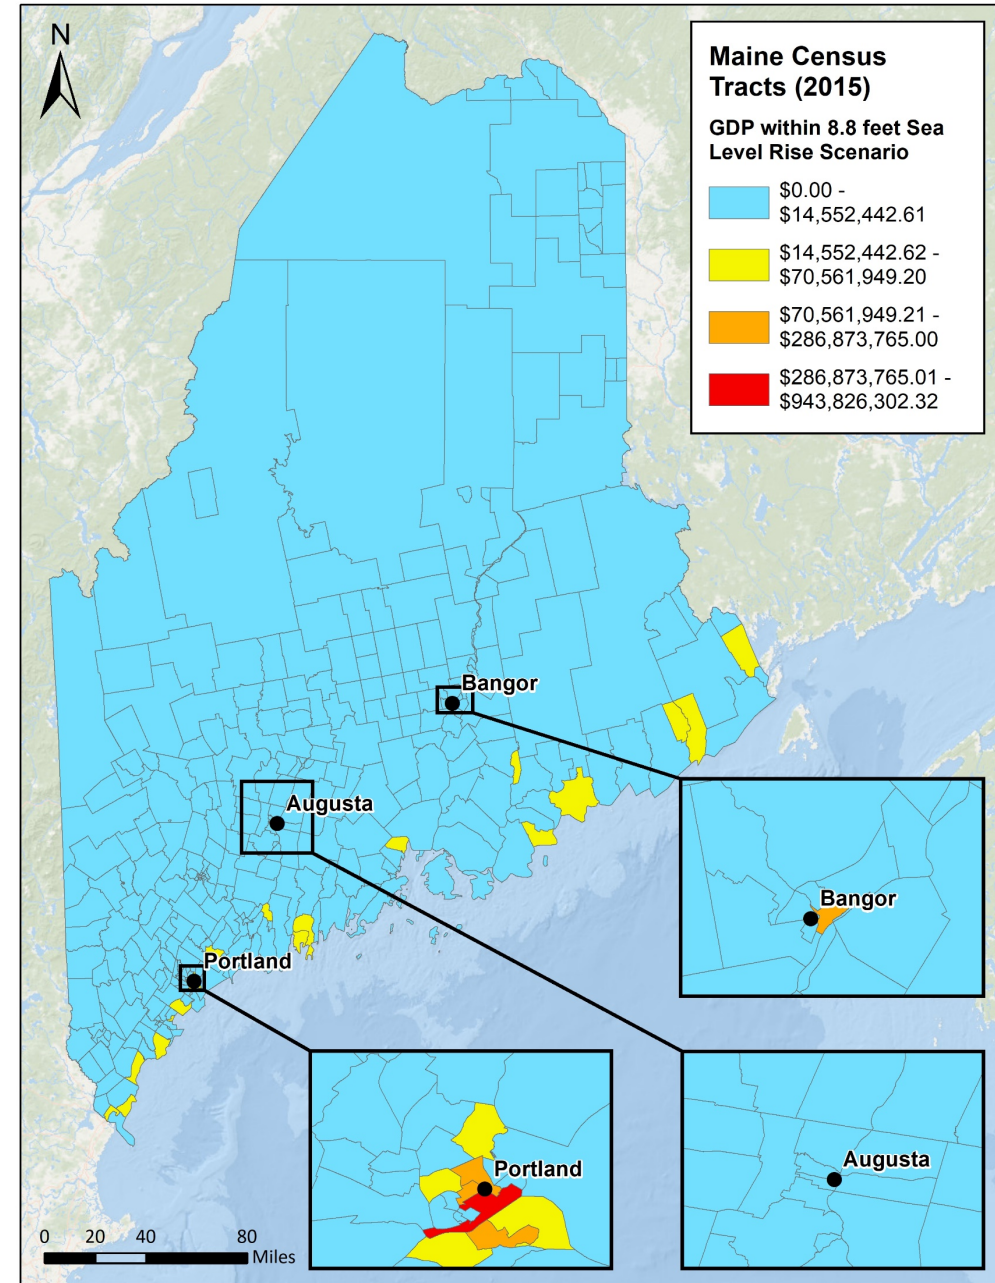 N
Maine Census
Tracts (2015)
GDP within 8.8 feet Sea
Level Rise Scenario
$0.00 -
$14,552,442.61
$14,552,442.62 -
$70,561,949.20
$70,561,949.21 -
$286,873,765.00
$286,873,765.01 -
$943,826,302.32
Bangor
Augusta
Portland
Bangor
Portland
Augusta
0 20 40 80
Miles